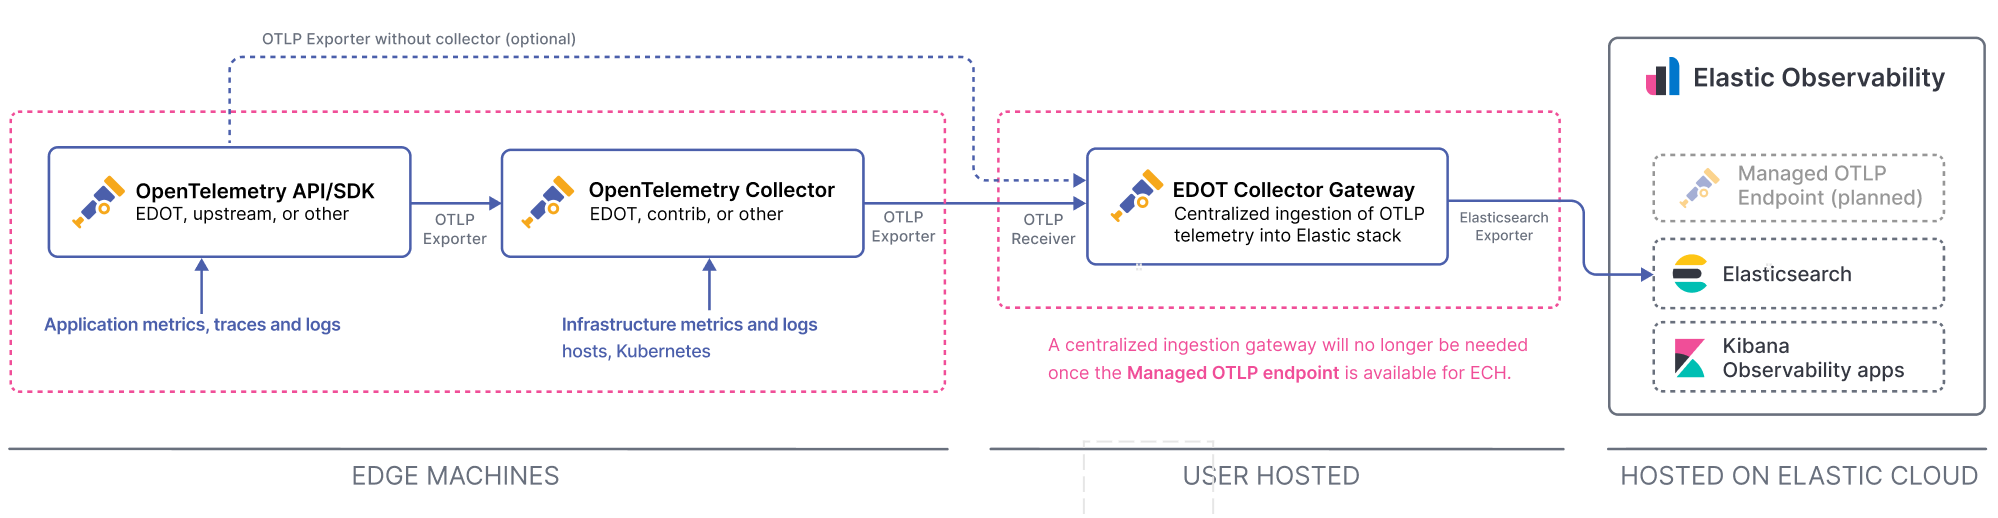 OTLP Exporter without collector (optional)
OpenTelemetry API/SDK
EDOT, upstream, or other
OTLP
Exporter
Application metrics, traces and logs
OpenTelemetry Collector
EDOT, contrib, or other
OTLP
Exporter
Infrastructure metrics and logs
hosts, Kubernetes
OTLP
Receiver
EDOT Collector Gateway
Centralized ingestion of OTLP
telemetry into Elastic stack
Elasticsearch
Exporter
A centralized ingestion gateway will no longer be needed
once the Managed OTLP endpoint is available for ECH.
Elastic Observability
Managed OTLP
Endpoint (planned)
Elasticsearch
Kibana
Observability apps
EDGE MACHINES
USER HOSTED
HOSTED ON ELASTIC CLOUD